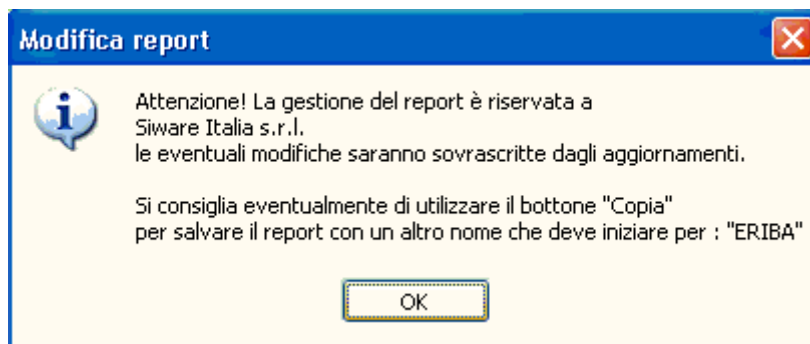 Modifica report
Attenzione! La gestione del report è riservata a
Siware Italia s.r.l.
le eventuali modifiche saranno sovrascritte dagli aggiornamenti.
Si consiglia eventualmente di utilizzare il bottone "Copia"
per salvare il report con un altro nome che deve iniziare per : "ERIBA"
OK